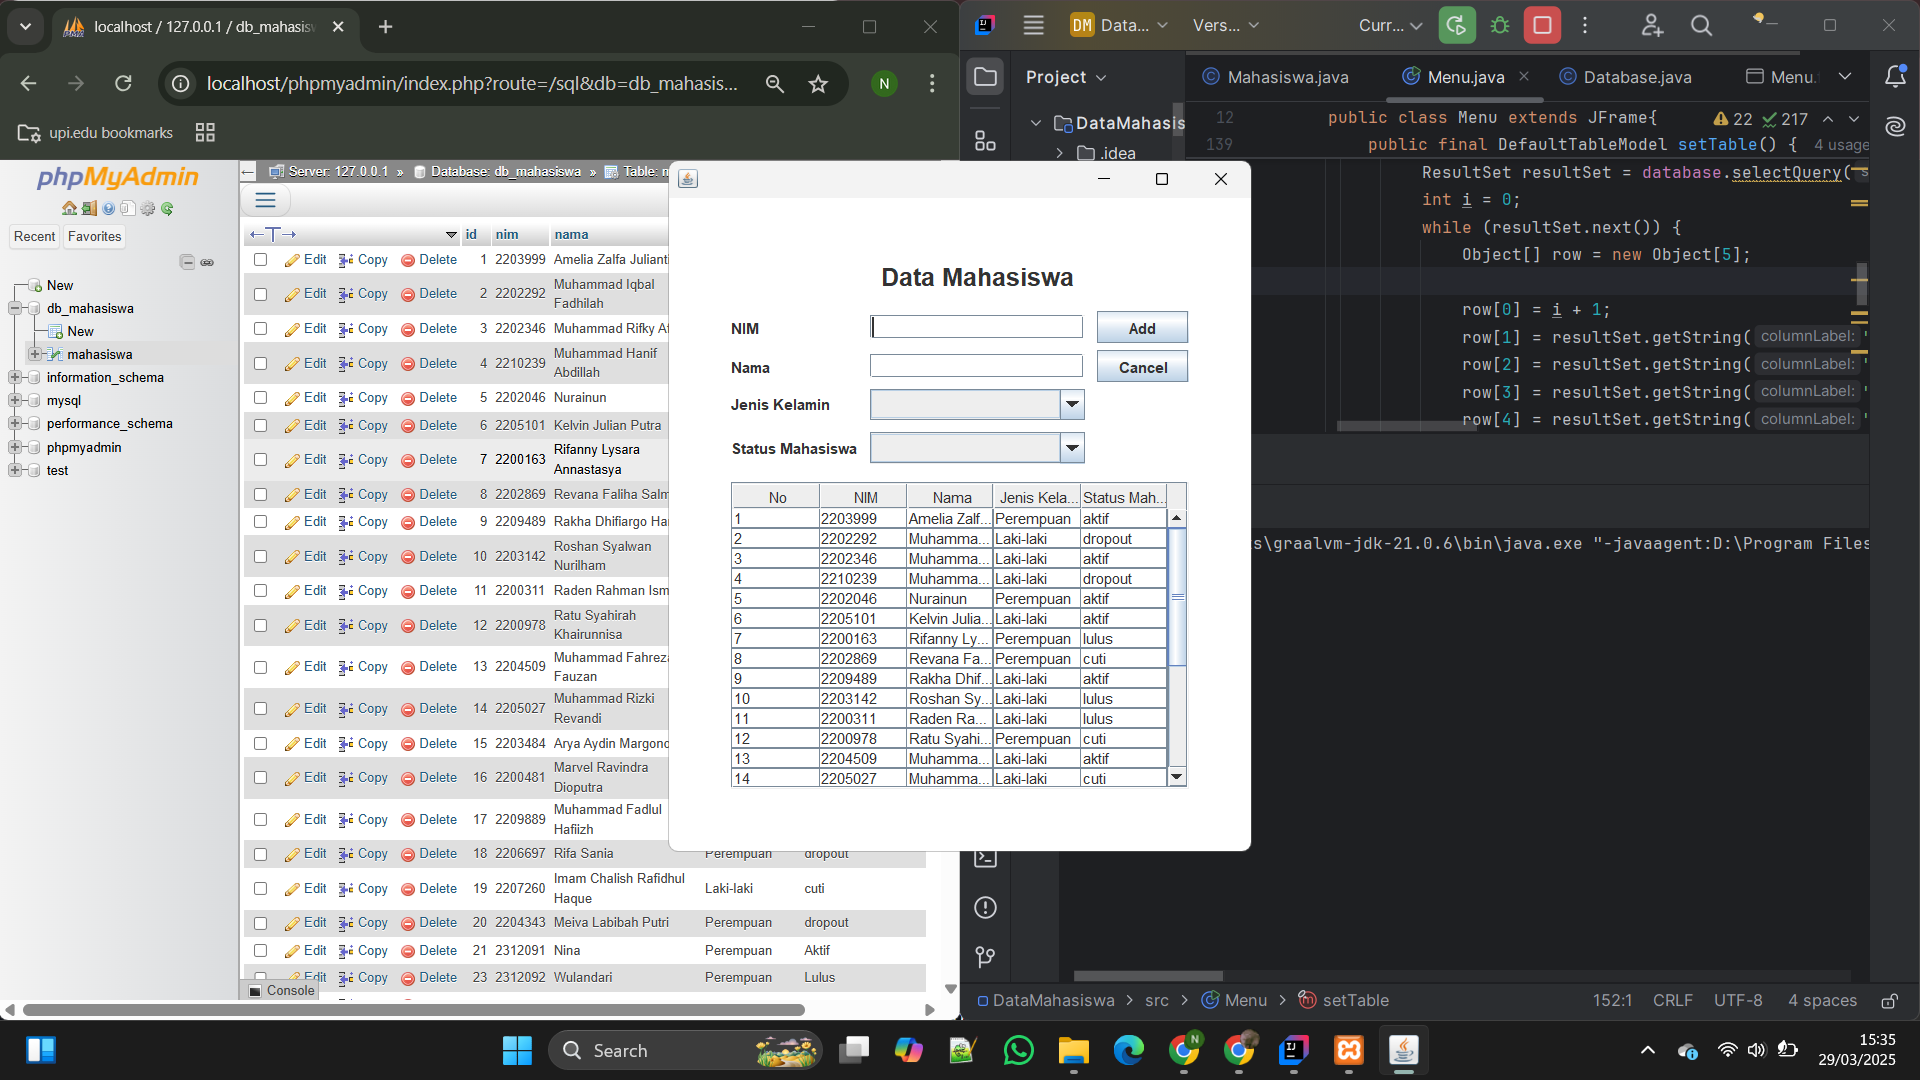 localhost / 127.0.0.1 / db_mahasis
localhost/phpmyadmin/index.php?route=/sql&db=db_mahasis...
N
upi.edu bookmarks
phpMyAdmin
Recent
Favorites
New
db_mahasiswa
New
mahasiswa
information_schema
mysql
performance_schema
phpmyadmin
test
Server: 127.0.0.1 » Database: db_mahasiswa » Table: m
id nim nama
Edit Copy Delete 1 2203999 Amelia Zalfa Julianti
Edit Copy Delete 2 2202292 Muhammad Iqbal Fadhilah
Edit Copy Delete 3 2202346 Muhammad Rifky Af
Edit Copy Delete 4 2210239 Muhammad Hanif Abdillah
Edit Copy Delete 5 2202046 Nurainun
Edit Copy Delete 6 2205101 Kelvin Julian Putra
Edit Copy Delete 7 2200163 Rifanny Lysara Annastasya
Edit Copy Delete 8 2202869 Revana Faliha Salm
Edit Copy Delete 9 2209489 Rakha Dhifiargo Ha
Edit Copy Delete 10 2203142 Roshan Syalwan Nurilham
Edit Copy Delete 11 2200311 Raden Rahman Ism
Edit Copy Delete 12 2200978 Ratu Syahirah Khairunnisa
Edit Copy Delete 13 2204509 Muhammad Fahreza Fauzan
Edit Copy Delete 14 2205027 Muhammad Rizki Revandi
Edit Copy Delete 15 2203484 Arya Aydin Margono
Edit Copy Delete 16 2200481 Marvel Ravindra Dioputra
Edit Copy Delete 17 2209889 Muhammad Fadlul Hafiizh
Edit Copy Delete 18 2206697 Rifa Sania Perempuan dropout
Edit Copy Delete 19 2207260 Imam Chalish Rafidhul Haque Laki-laki cuti
Edit Copy Delete 20 2204343 Meiva Labibah Putri Perempuan dropout
Edit Copy Delete 21 2312091 Nina Perempuan Aktif
Edit Copy Delete 23 2312092 Wulandari Perempuan Lulus
Console
Data Mahasiswa
NIM
Add
Nama
Cancel
Jenis Kelamin
Status Mahasiswa
No NIM Nama Jenis Kela... Status Mah...
1 2203999 Amelia Zalf... Perempuan aktif
2 2202292 Muhamma... Laki-laki dropout
3 2202346 Muhamma... Laki-laki aktif
4 2210239 Muhamma... Laki-laki dropout
5 2202046 Nurainun Perempuan aktif
6 2205101 Kelvin Julia... Laki-laki aktif
7 2200163 Rifanny Ly... Perempuan lulus
8 2202869 Revana Fa... Perempuan cuti
9 2209489 Rakha Dhif... Laki-laki aktif
10 2203142 Roshan Sy... Laki-laki lulus
11 2200311 Raden Ra... Laki-laki lulus
12 2200978 Ratu Syahi... Perempuan cuti
13 2204509 Muhamma... Laki-laki aktif
14 2205027 Muhamma... Laki-laki cuti
DM Data... Vers... Curr...
Project
DataMahasis
.idea
Mahasiswa.java Menu.java Database.java Menu.
12 public class Menu extends JFrame{ 22 217
139 public final DefaultTableModel setTable() { 4 usage
ResultSet resultSet = database.selectQuery( s
int i = 0;
while (resultSet.next()) {
Object[] row = new Object[5];
row[0] = i + 1;
row[1] = resultSet.getString( columnLabel: "
row[2] = resultSet.getString( columnLabel: "
row[3] = resultSet.getString( columnLabel: "
row[4] = resultSet.getString( columnLabel: "
s\graalvm-jdk-21.0.6\bin\java.exe "-javaagent:D:\Program Files
DataMahasiswa > src > Menu > setTable 152:1 CRLF UTF-8 4 spaces
Search
15:35
29/03/2025